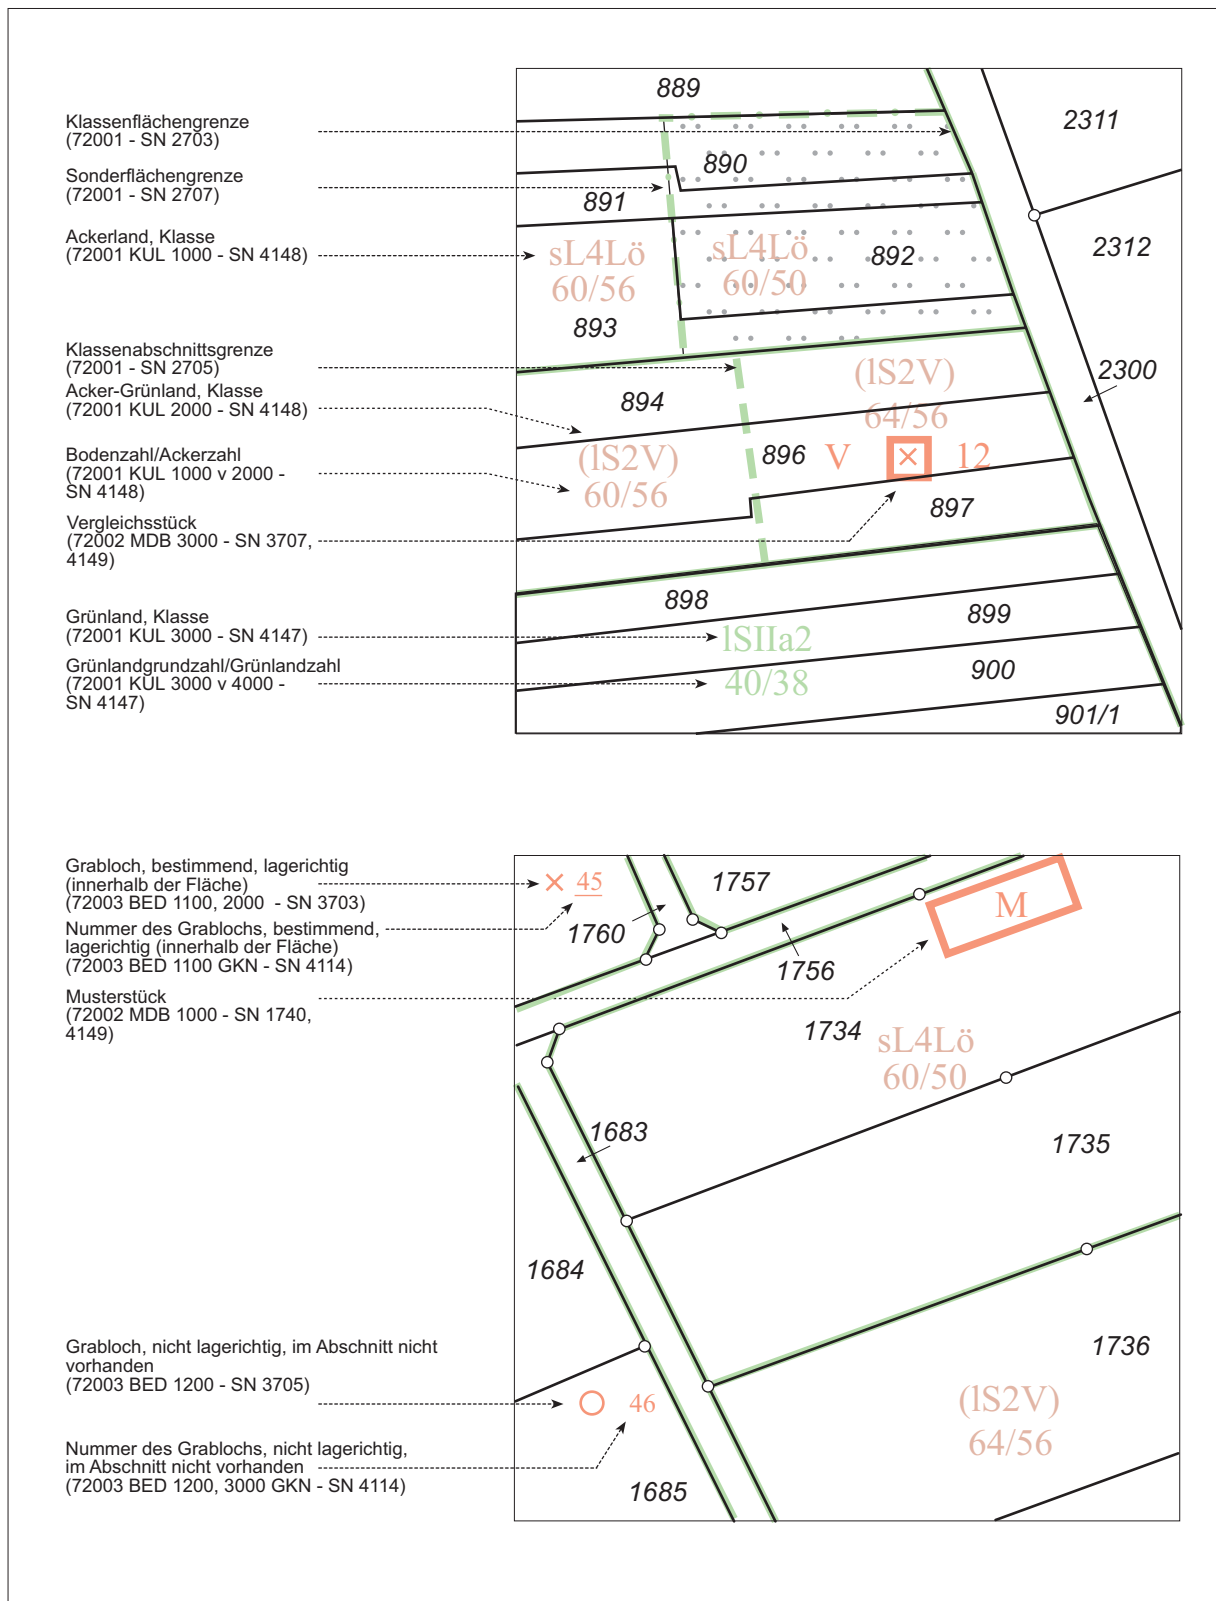 Klassenflächengrenze
(72001 - SN 2703)
Sonderflächengrenze
(72001 - SN 2707)
Ackerland, Klasse
(72001 KUL 1000 - SN 4148)
Klassenabschnittsgrenze
(72001 - SN 2705)
Acker-Grünland, Klasse
(72001 KUL 2000 - SN 4148)
Bodenzahl/Ackerzahl
(72001 KUL 1000 v 2000 -
SN 4148)
Vergleichsstück
(72002 MDB 3000 - SN 3707,
4149)
Grünland, Klasse
(72001 KUL 3000 - SN 4147)
Grünlandgrundzahl/Grünlandzahl
(72001 KUL 3000 v 4000 -
SN 4147)
889
2311
890
891
2312
sL4Lö
60/56
sL4Lö
60/50
892
893
(lS2V)
64/56
2300
894
(lS2V)
60/56
896
V
12
897
898
899
lSIIa2
40/38
900
901/1
Grabloch, bestimmend, lagerichtig
(innerhalb der Fläche)
(72003 BED 1100, 2000 - SN 3703)
Nummer des Grablochs, bestimmend,
lagerichtig (innerhalb der Fläche)
(72003 BED 1100 GKN - SN 4114)
Musterstück
(72002 MDB 1000 - SN 1740,
4149)
Grabloch, nicht lagerichtig, im Abschnitt nicht
vorhanden
(72003 BED 1200 - SN 3705)
Nummer des Grablochs, nicht lagerichtig,
im Abschnitt nicht vorhanden
(72003 BED 1200, 3000 GKN - SN 4114)
45
1757
M
1760
1756
1734
sL4Lö
60/50
1683
1735
1684
1736
46
(lS2V)
64/56
1685